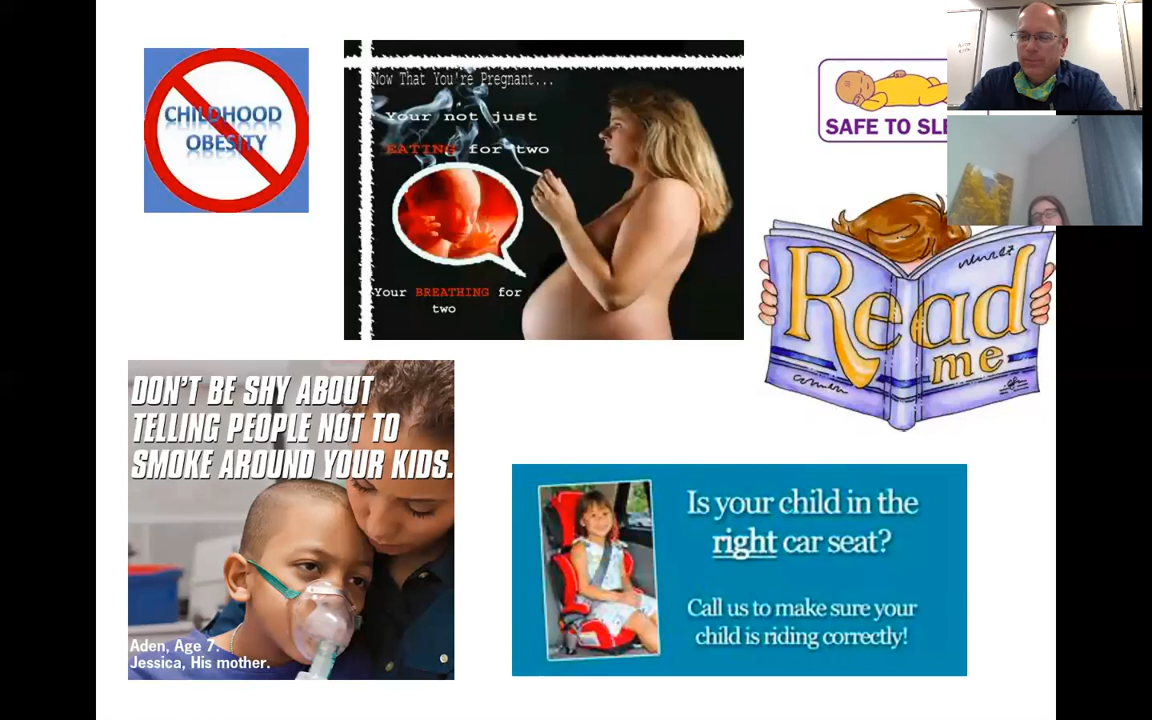 CHILDHOOD
OBESITY
Now That You're Pregnant...
Your not just
EATING for two
Your BREATHING for
two
SAFE TO SLE
Read
me
DON'T BE SHY ABOUT
TELLING PEOPLE NOT TO
SMOKE AROUND YOUR KIDS.
Aden, Age 7.
Jessica, His mother.
Is your child in the
right car seat?
Call us to make sure your
child is riding correctly!